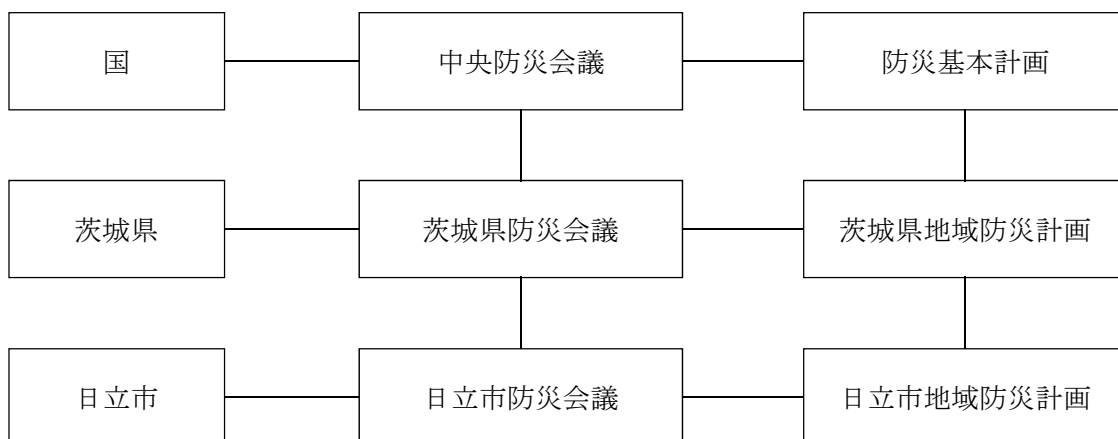 国
中央防災会議
防災基本計画
茨城県
茨城県防災会議
茨城県地域防災計画
日立市
日立市防災会議
日立市地域防災計画